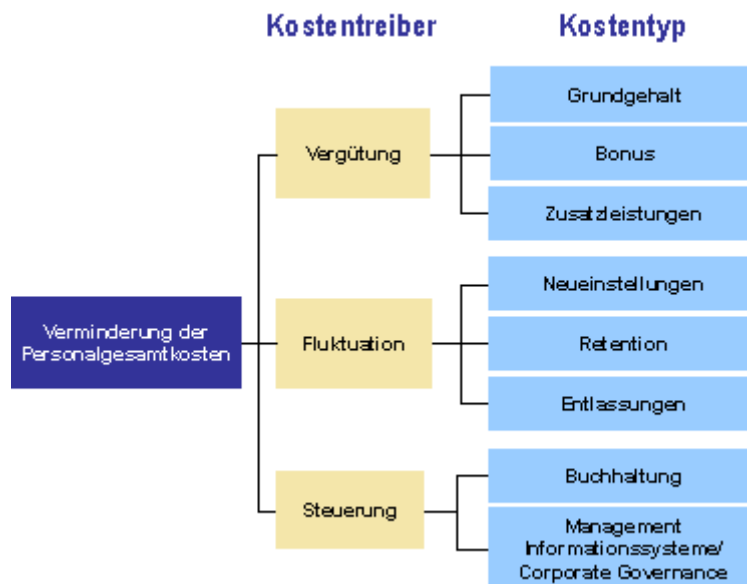 Kostentreiber
Kostentyp
Verminderung der
Personalgesamtkosten
Vergütung
Grundgehalt
Bonus
Zusatzleistungen
Fluktuation
Neueinstellungen
Retention
Entlassungen
Steuerung
Buchhaltung
Management
Informationssysteme/
Corporate Governance